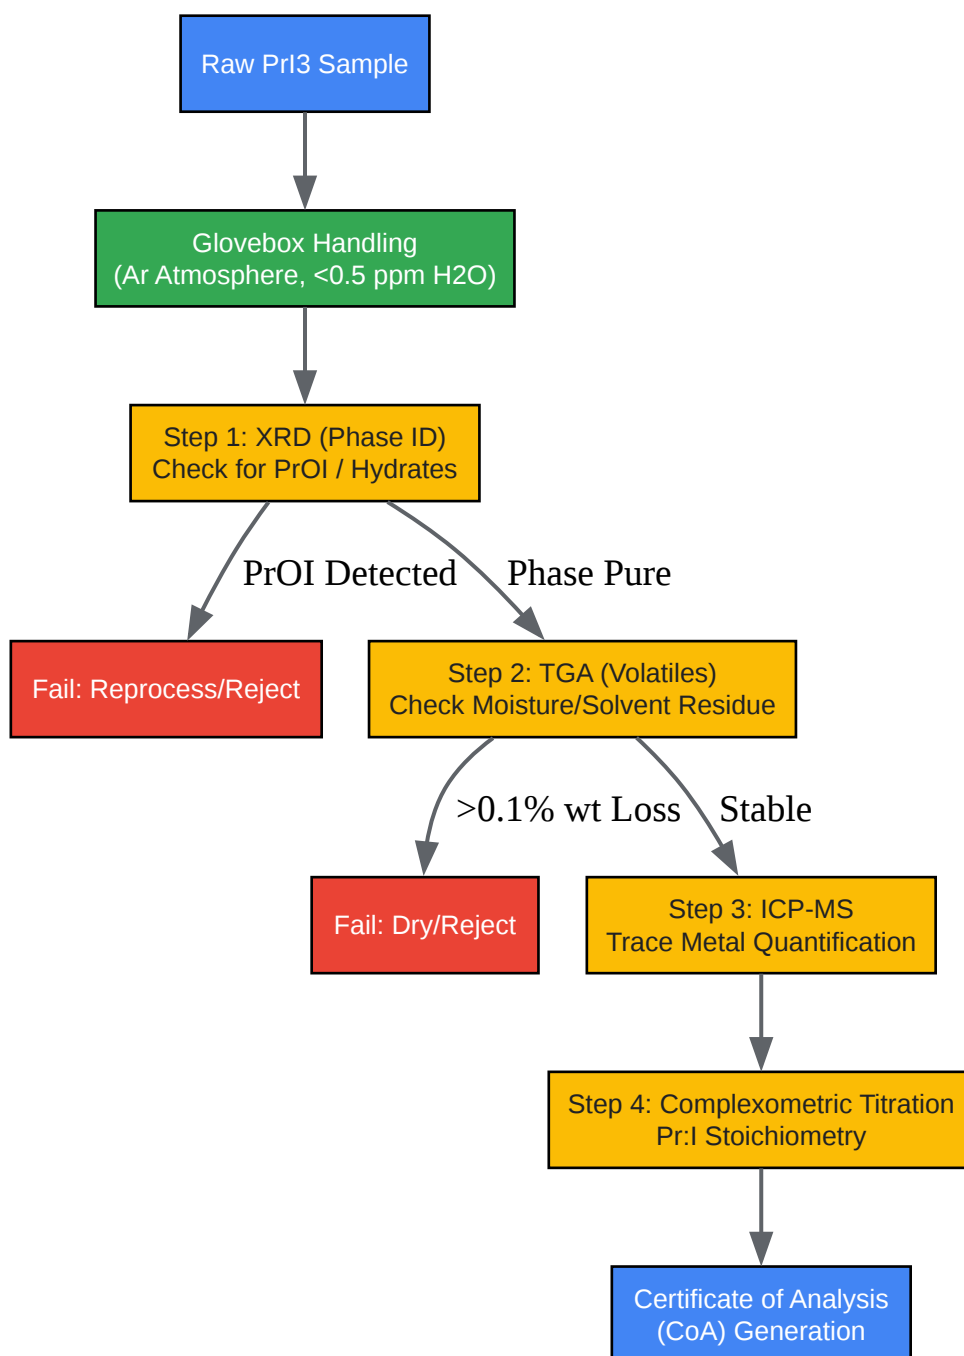 Raw PrI3 Sample
Glovebox Handling
(Ar Atmosphere, <0.5 ppm H2O)
Step 1: XRD (Phase ID)
Check for PrOI / Hydrates
PrOI Detected
Phase Pure
Fail: Reprocess/Reject
Step 2: TGA (Volatiles)
Check Moisture/Solvent Residue
>0.1% wt Loss
Stable
Fail: Dry/Reject
Step 3: ICP-MS
Trace Metal Quantification
Step 4: Complexometric Titration
Pr:I Stoichiometry
Certificate of Analysis
(CoA) Generation